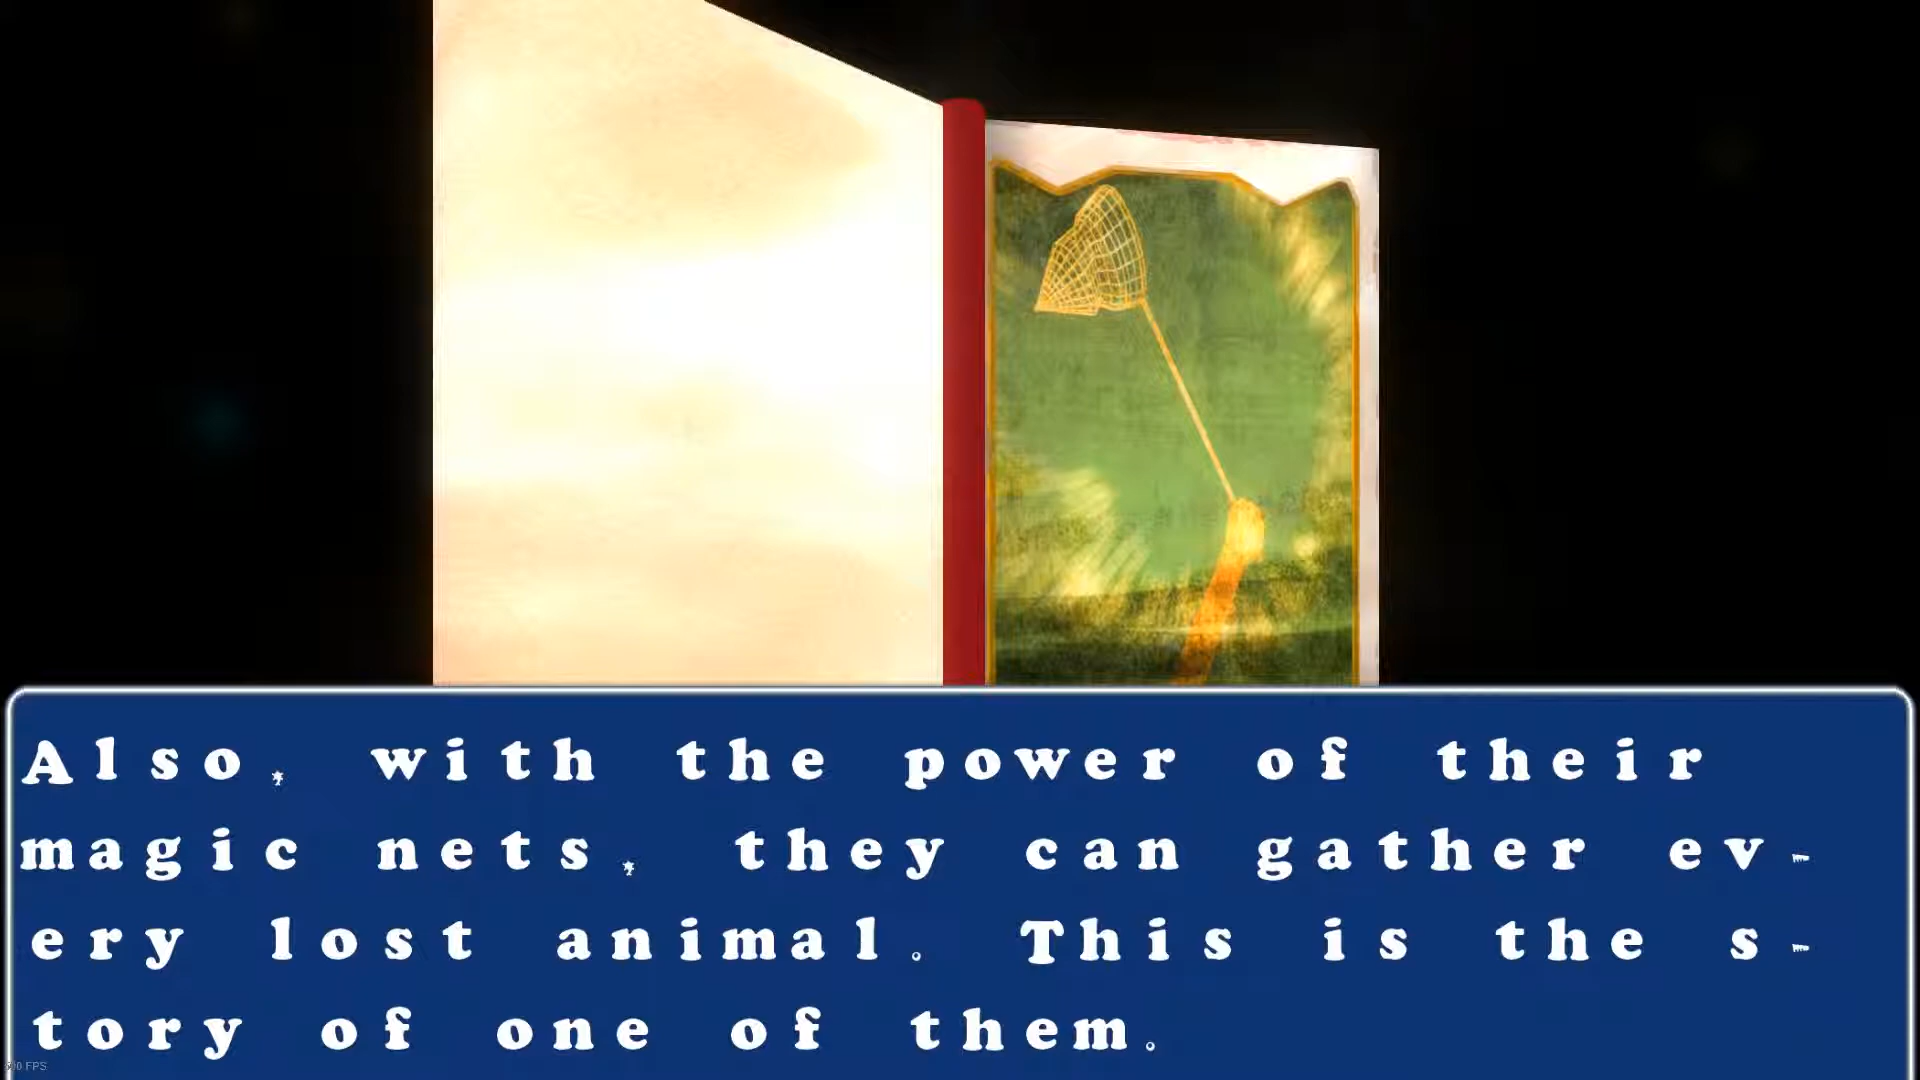 Also, with the power of their
magic nets, they can gather ev-
ery lost animal. This is the s-
tory of one of them.